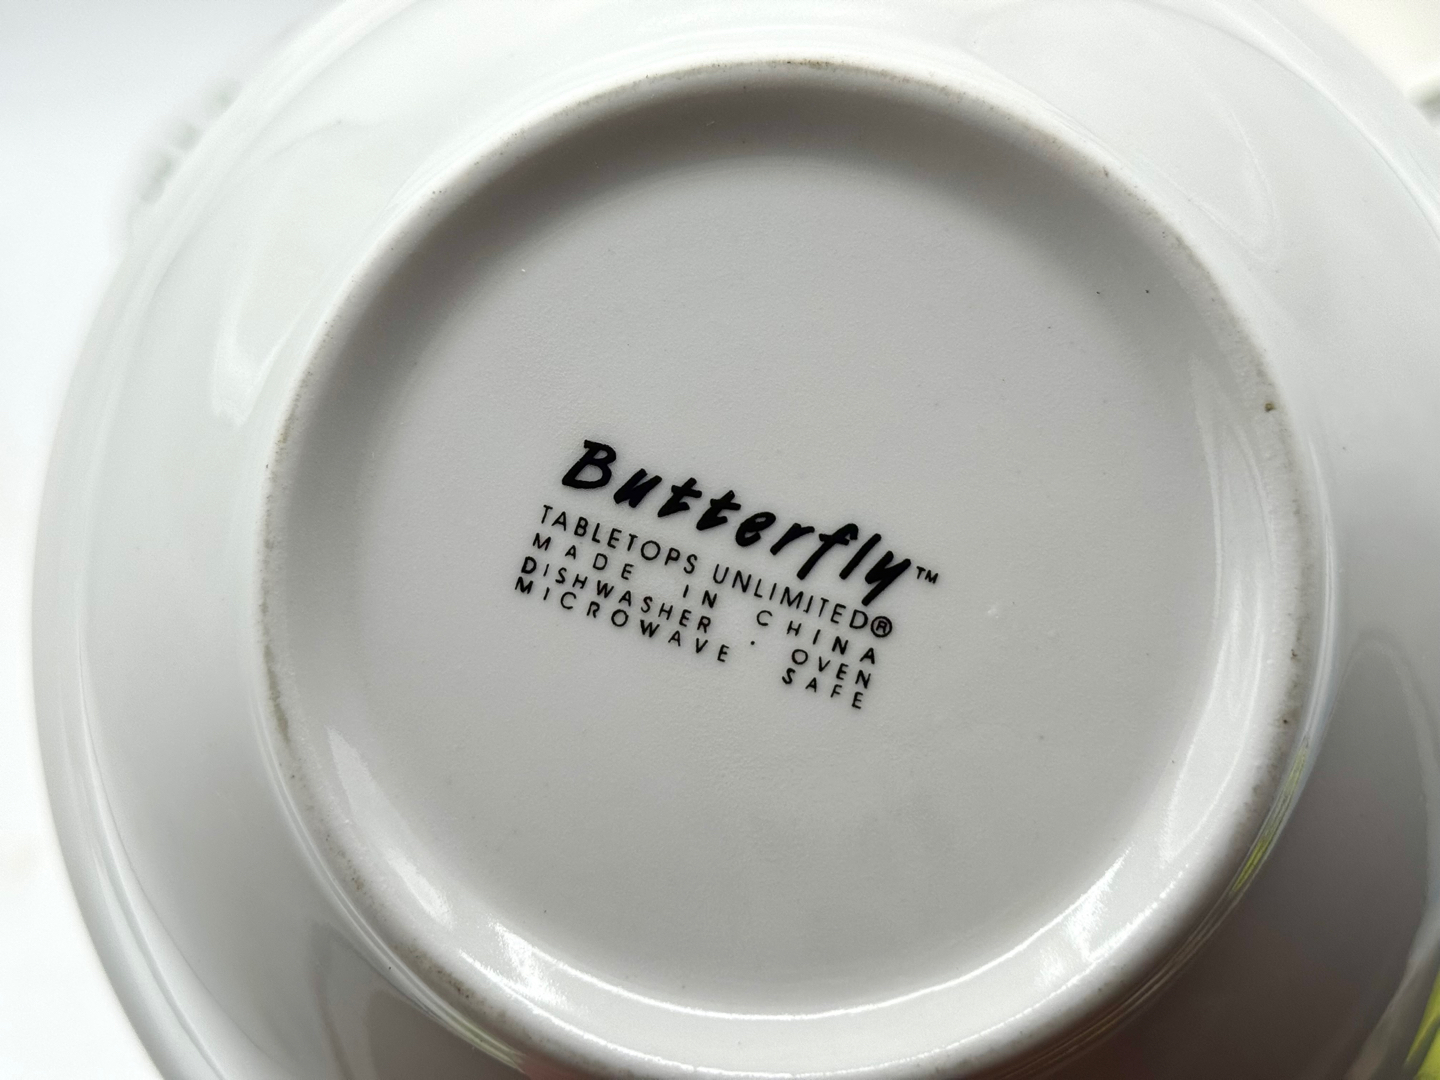 Butterfly™
TABLETOPS UNLIMITED®
MADE IN CHINA
DISHWASHER · OVEN
MICROWAVE SAFE